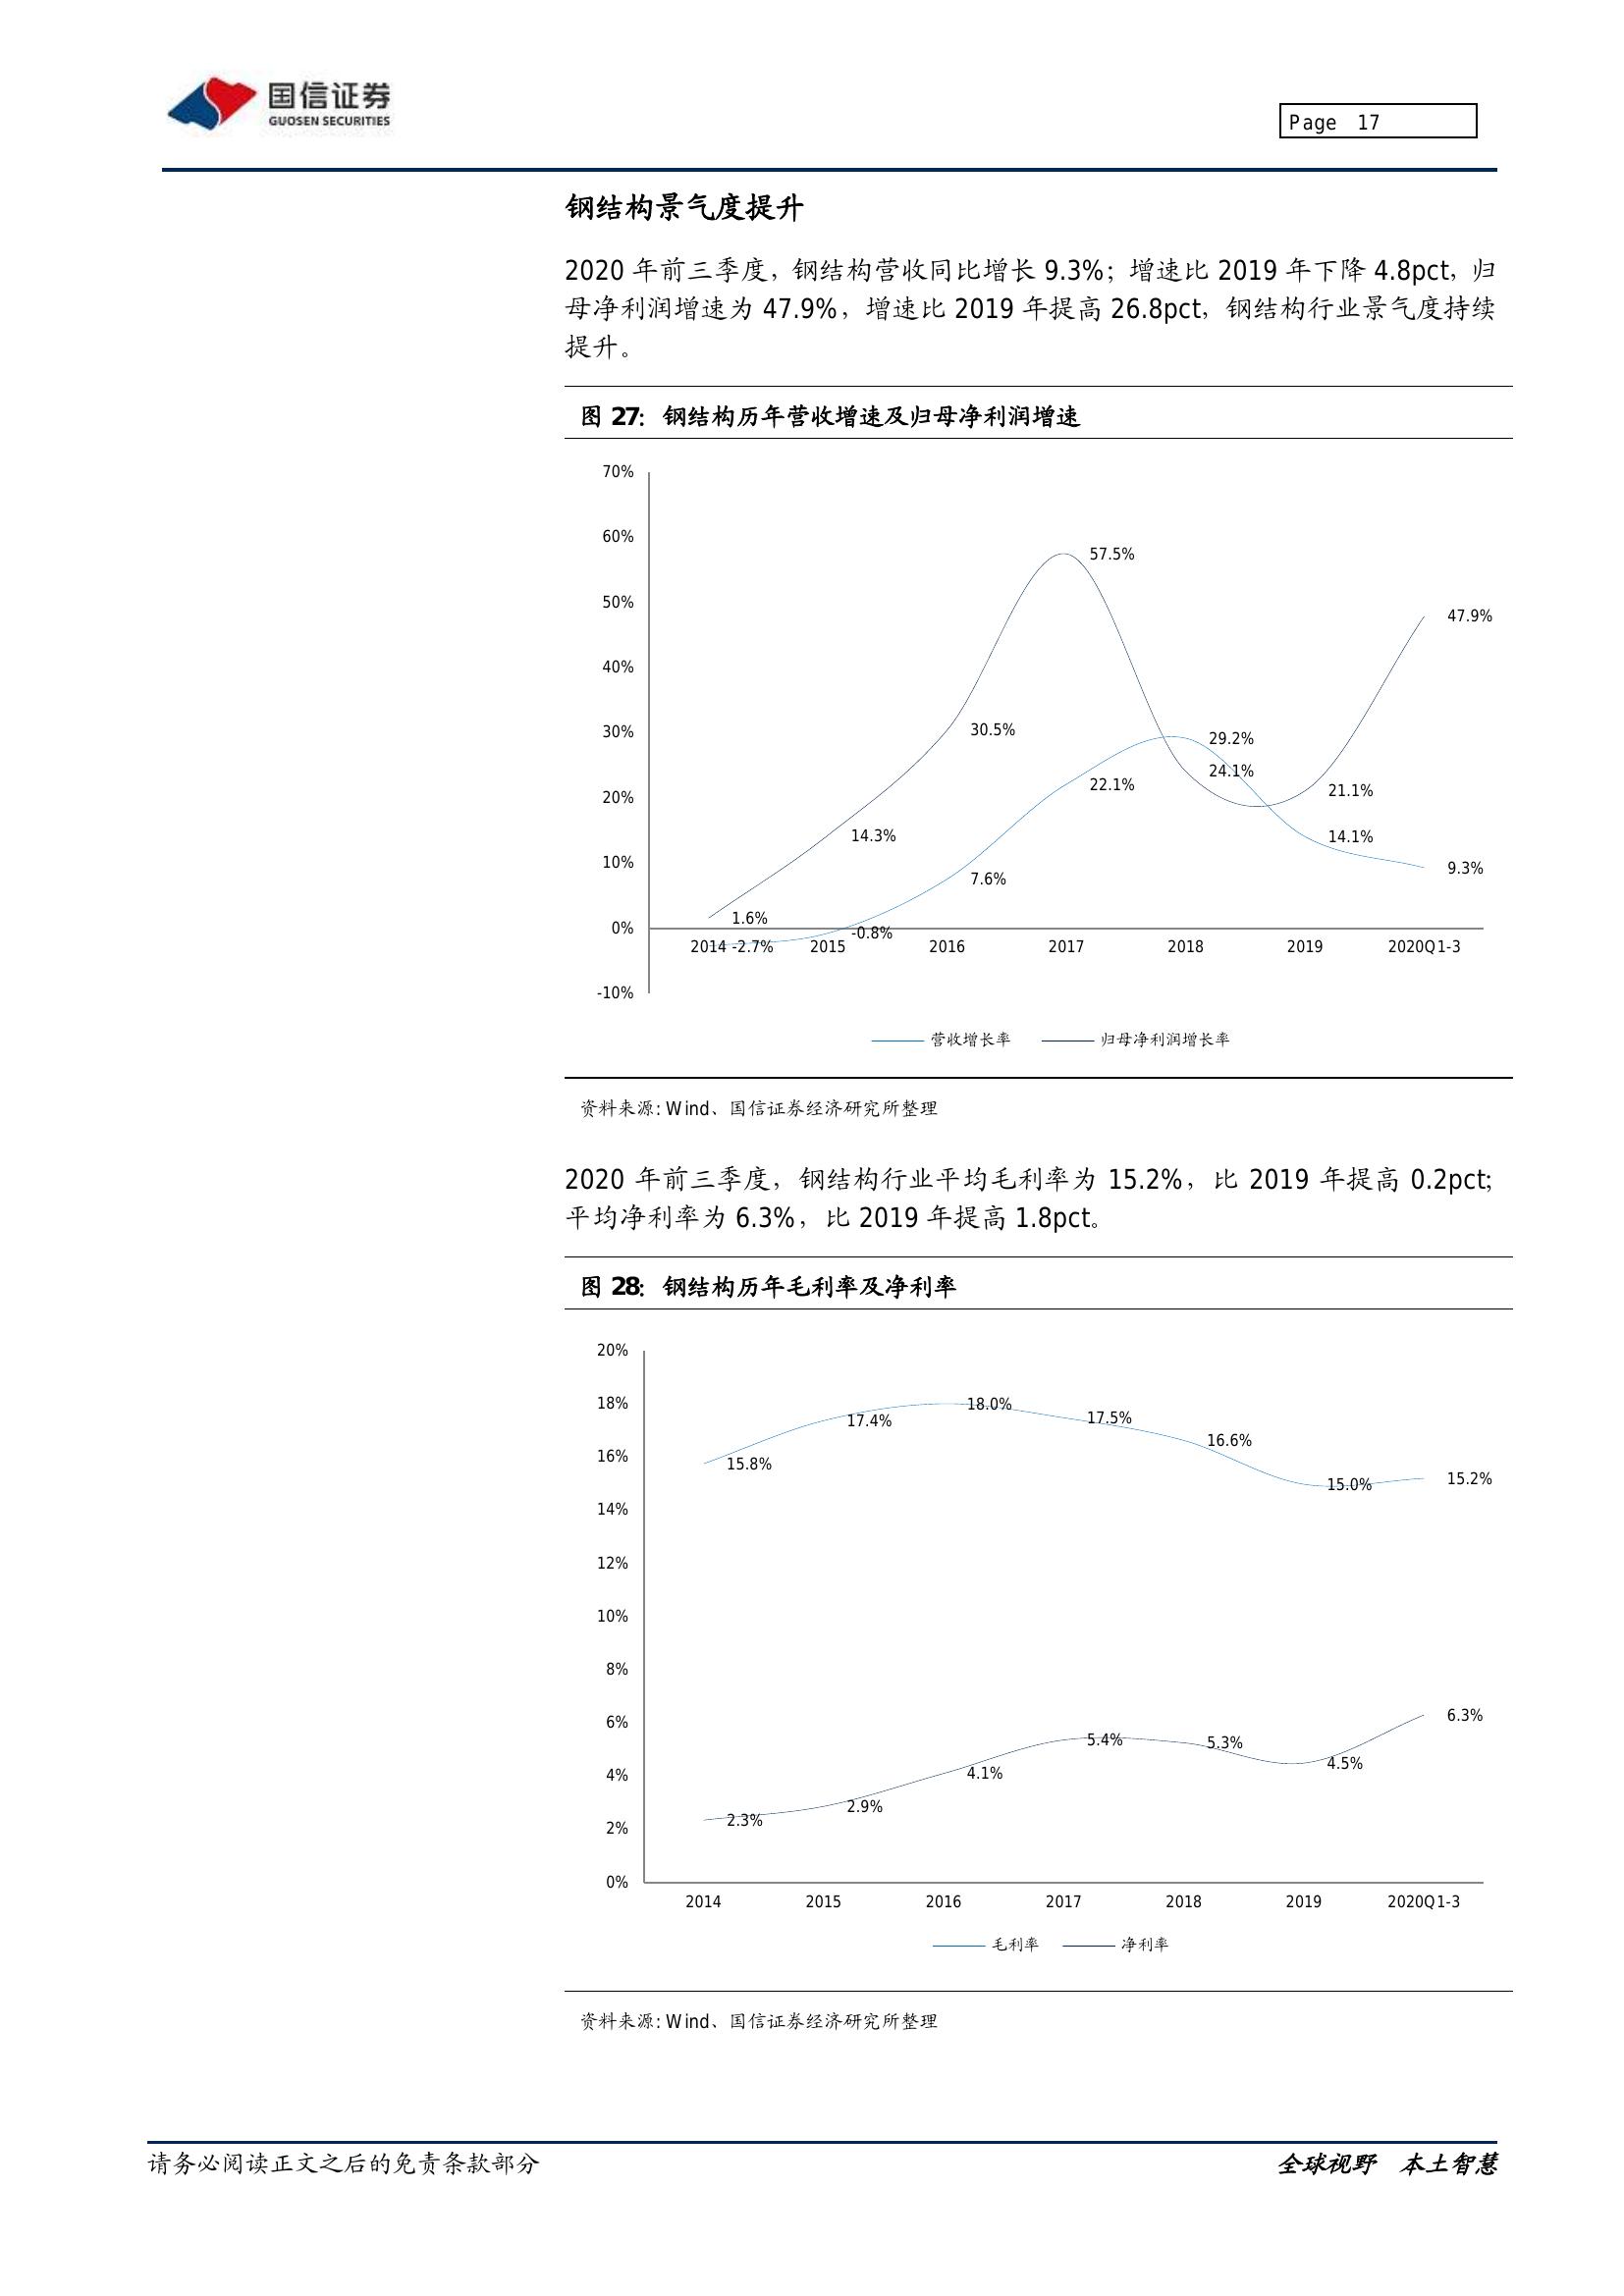 国信证券
GUOSEN SECURITIES
Page 17
钢结构景气度提升
2020 年前三季度，钢结构营收同比增长 9.3%；增速比 2019 年下降 4.8pct，归
母净利润增速为 47.9%，增速比 2019 年提高 26.8pct，钢结构行业景气度持续
提升。
图 27：钢结构历年营收增速及归母净利润增速
70%
60%
50%
40%
30%
20%
10%
0%
-10%
57.5%
47.9%
30.5%
29.2%
24.1%
22.1%
21.1%
14.3%
14.1%
7.6%
9.3%
1.6%
-0.8%
2014 -2.7% 2015 2016 2017 2018 2019 2020Q1-3
营收增长率 归母净利润增长率
资料来源：Wind、国信证券经济研究所整理
2020 年前三季度，钢结构行业平均毛利率为 15.2%，比 2019 年提高 0.2pct;
平均净利率为 6.3%，比 2019 年提高 1.8pct。
图 28：钢结构历年毛利率及净利率
20%
18%
16%
14%
12%
10%
8%
6%
4%
2%
0%
15.8% 17.4% 18.0% 17.5% 16.6% 15.0% 15.2%
2.3% 2.9% 4.1% 5.4% 5.3% 4.5% 6.3%
2014 2015 2016 2017 2018 2019 2020Q1-3
毛利率 净利率
资料来源：Wind、国信证券经济研究所整理
请务必阅读正文之后的免责条款部分
全球视野 本土智慧